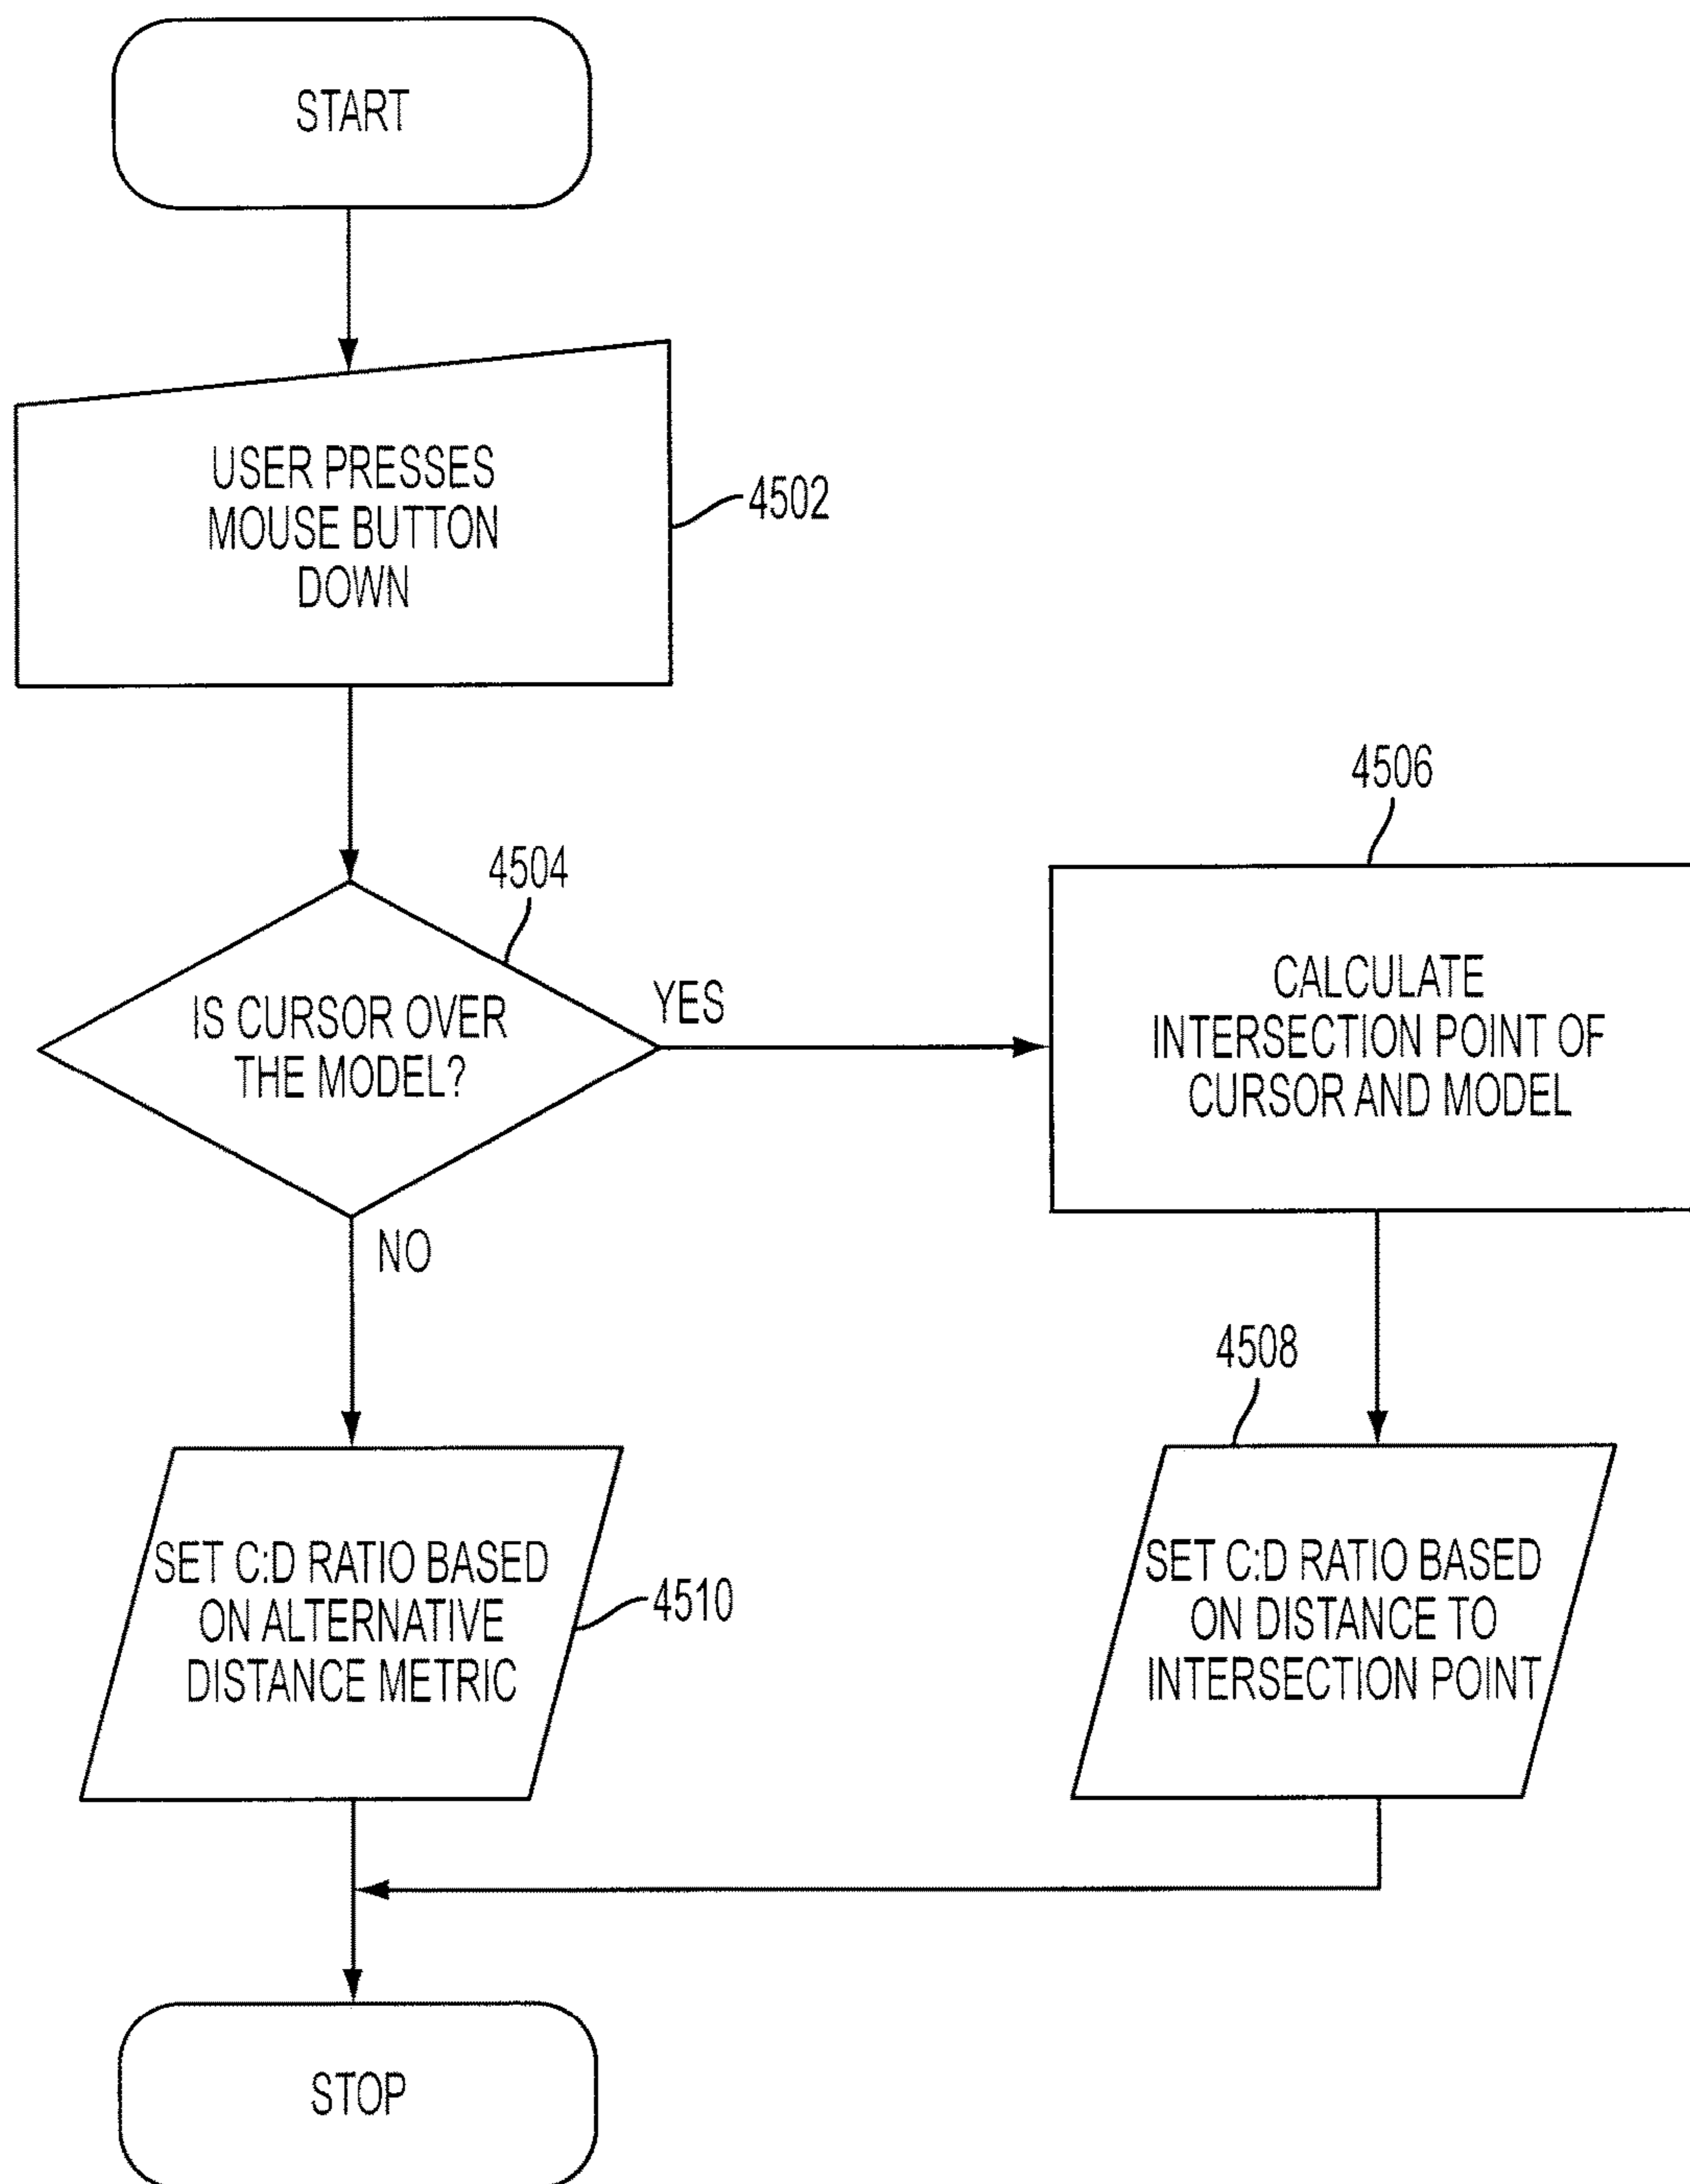 START
USER PRESSES
MOUSE BUTTON
DOWN
4502
4504
IS CURSOR OVER
THE MODEL?
YES
NO
4506
CALCULATE
INTERSECTION POINT OF
CURSOR AND MODEL
4508
SET C:D RATIO BASED
ON DISTANCE TO
INTERSECTION POINT
SET C:D RATIO BASED
ON ALTERNATIVE
DISTANCE METRIC
4510
STOP